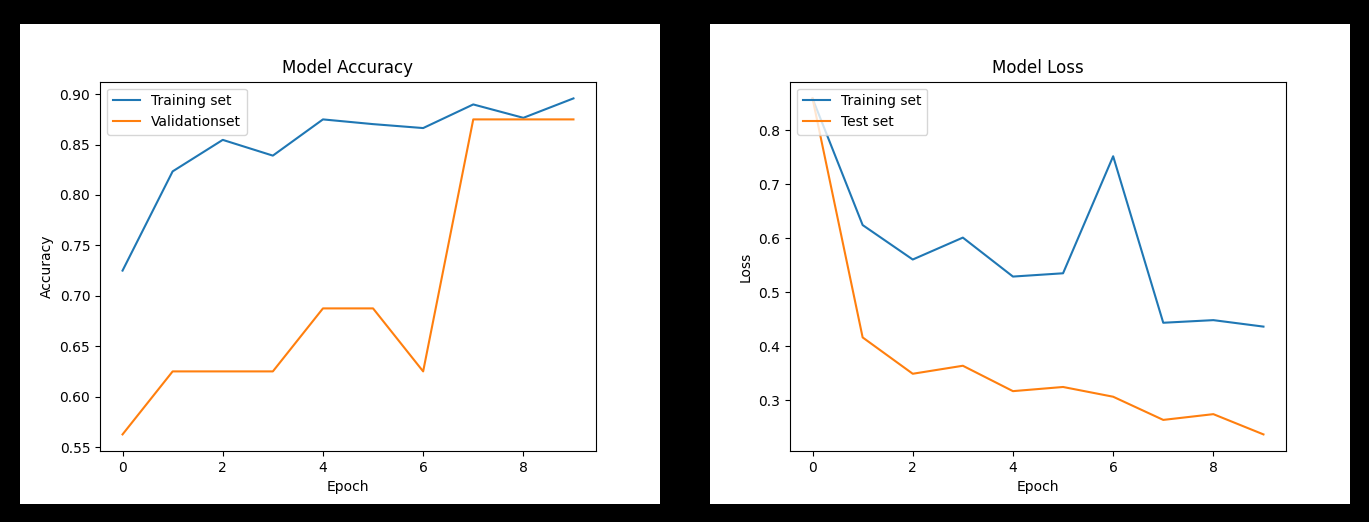 Model Accuracy
Training set
Validationset
0.90
0.85
0.80
0.75
0.70
0.65
0.60
0.55
Accuracy
0 2 4 6 8
Epoch
Model Loss
Training set
Test set
0.8
0.7
0.6
0.5
0.4
0.3
Loss
0 2 4 6 8
Epoch